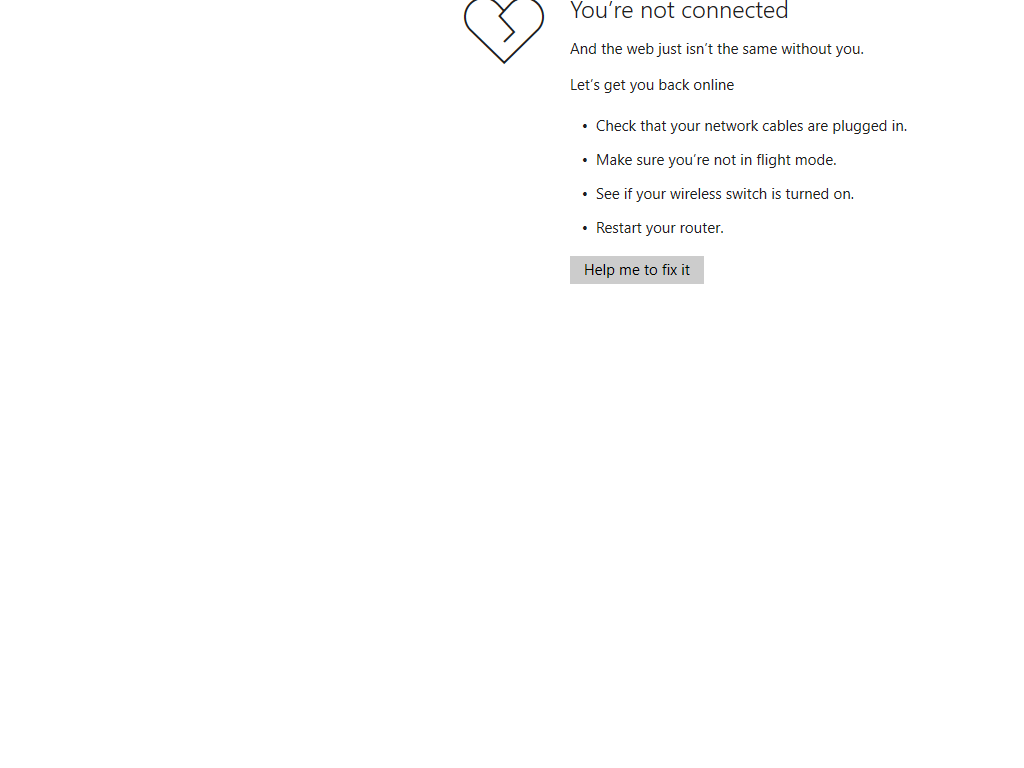 You’re not connected
And the web just isn’t the same without you.
Let’s get you back online
• Check that your network cables are plugged in.
• Make sure you’re not in flight mode.
• See if your wireless switch is turned on.
• Restart your router.
Help me to fix it